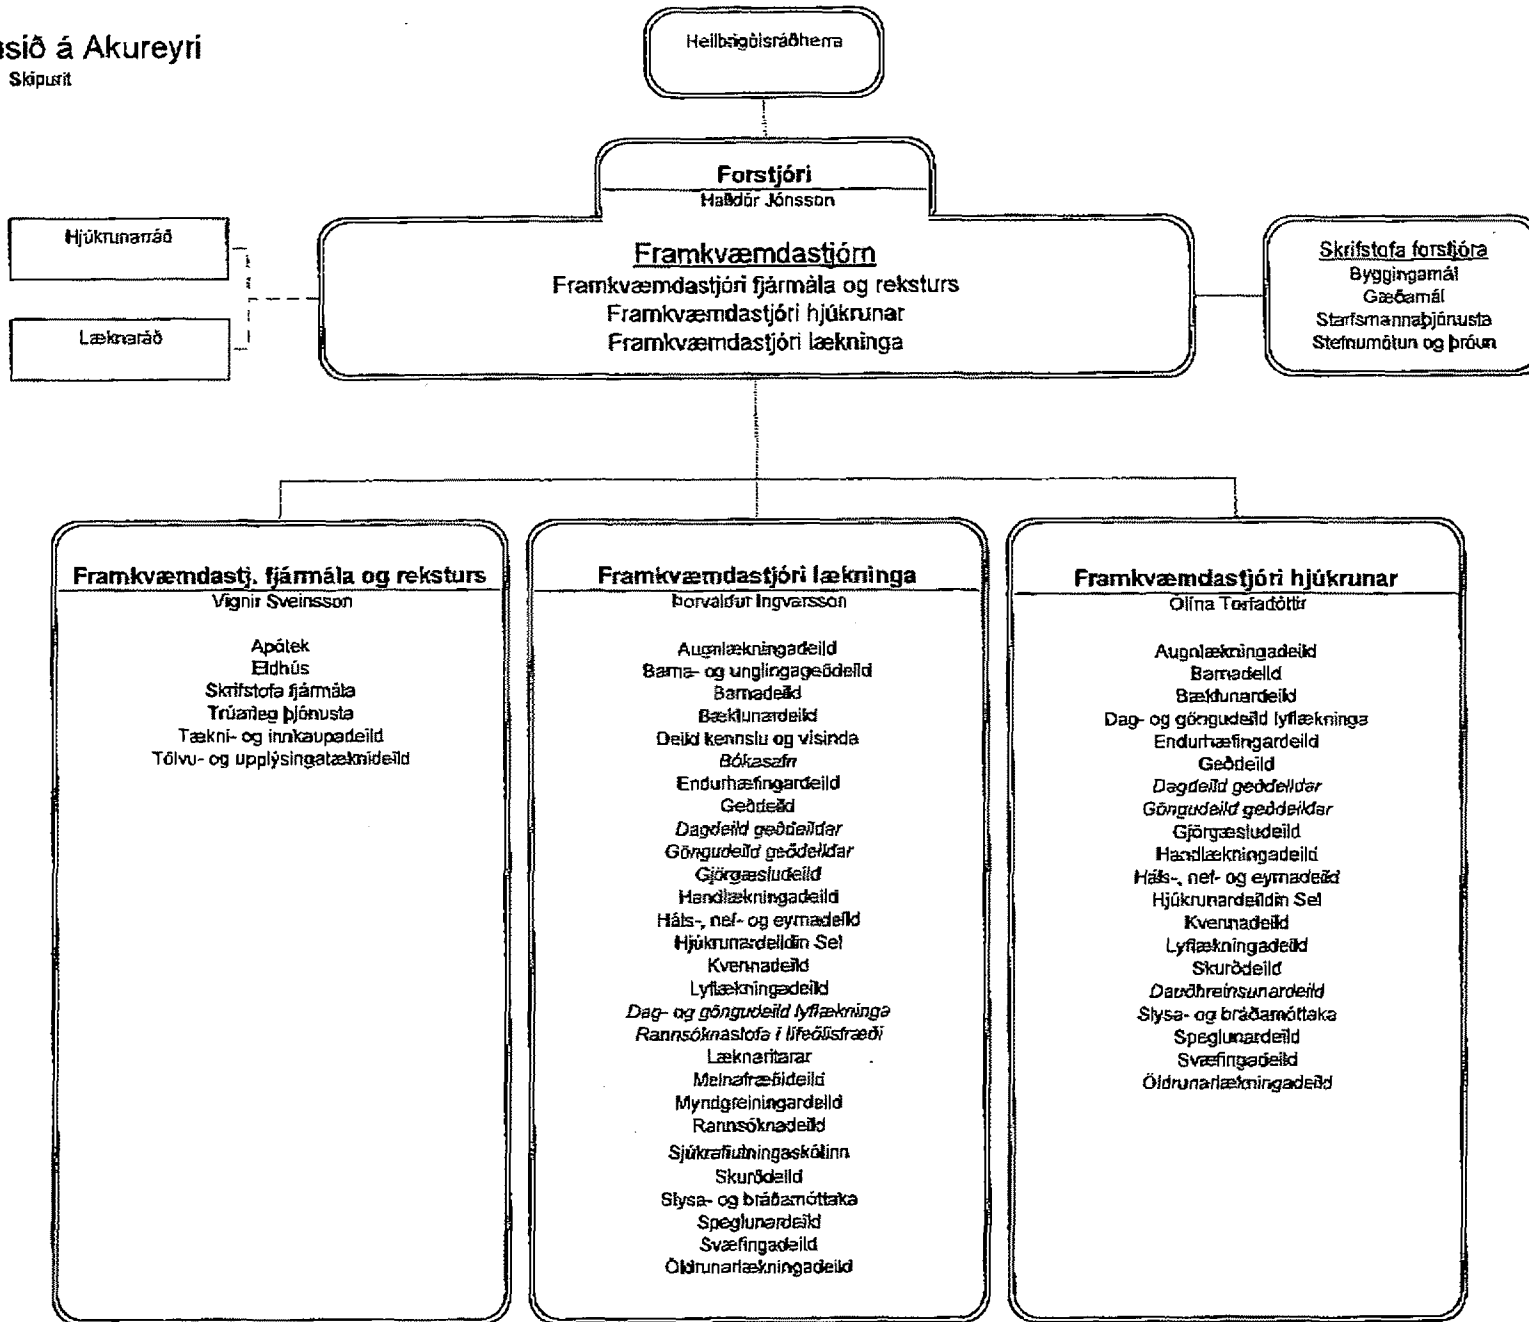 á Akureyri
Skipurit
Heilbrigðisráðherra
Forstjóri
Halldór Jónsson
Hjúkrunarráð
Læknaráð
Framkvæmdastjórn
Framkvæmdastjóri fjármála og reksturs
Framkvæmdastjóri hjúkrunar
Framkvæmdastjóri lækninga
Skrifstofa forstjóra
Byggingamál
Gæðamál
Starfsmannaþjónusta
Stefnumótun og þróun
Framkvæmdastj. fjármála og reksturs
Vignir Sveinsson
Apótek
Eldhús
Skrifstofa fjármála
Trúarleg þjónusta
Tækni- og innkaupadeild
Tölvu- og upplýsingatæknideild
Framkvæmdastjóri lækninga
Þorvaldur Ingvarsson
Augnlækningadeild
Barna- og unglingageðdeild
Barnadeild
Bæklunardeild
Deild kennslu og vísinda
Bókasafn
Endurhæfingardeild
Geðdeild
Dagdeild geðdeildar
Göngudeild geðdeildar
Gjörgæsludeild
Handlækningadeild
Háls-, nef- og eyrnadeild
Hjúkrunardeildin Sel
Kvennadeild
Lyflækningadeild
Dag- og göngudeild lyflækninga
Rannsóknastofa í lífeðlisfræði
Læknaritarar
Meinafræðideild
Myndgreiningardeild
Rannsóknadeild
Sjúkraflutningaskólinn
Skurðdeild
Slysa- og bráðamóttaka
Speglunardeild
Svæfingadeild
Öldrunarlækningadeild
Framkvæmdastjóri hjúkrunar
Ólína Torfadóttir
Augnlækningadeild
Barnadeild
Bæklunardeild
Dag- og göngudeild lyflækninga
Endurhæfingardeild
Geðdeild
Dagdeild geðdeildar
Göngudeild geðdeildar
Gjörgæsludeild
Handlækningadeild
Háls-, nef- og eyrnadeild
Hjúkrunardeildin Sel
Kvennadeild
Lyflækningadeild
Skurðdeild
Dauðhreinsunardeild
Slysa- og bráðamóttaka
Speglunardeild
Svæfingadeild
Öldrunarlækningadeild